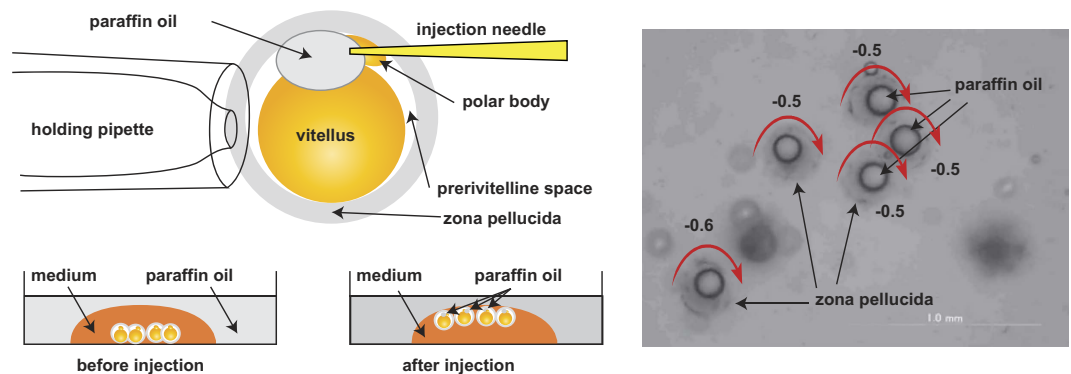 paraffin oil
injection needle
polar body
holding pipette
vitellus
prerivitelline space
zona pellucida
medium
paraffin oil
before injection
medium
paraffin oil
after injection
-0.5
-0.5
paraffin oil
-0.5
-0.5
-0.6
zona pellucida
1.0 mm